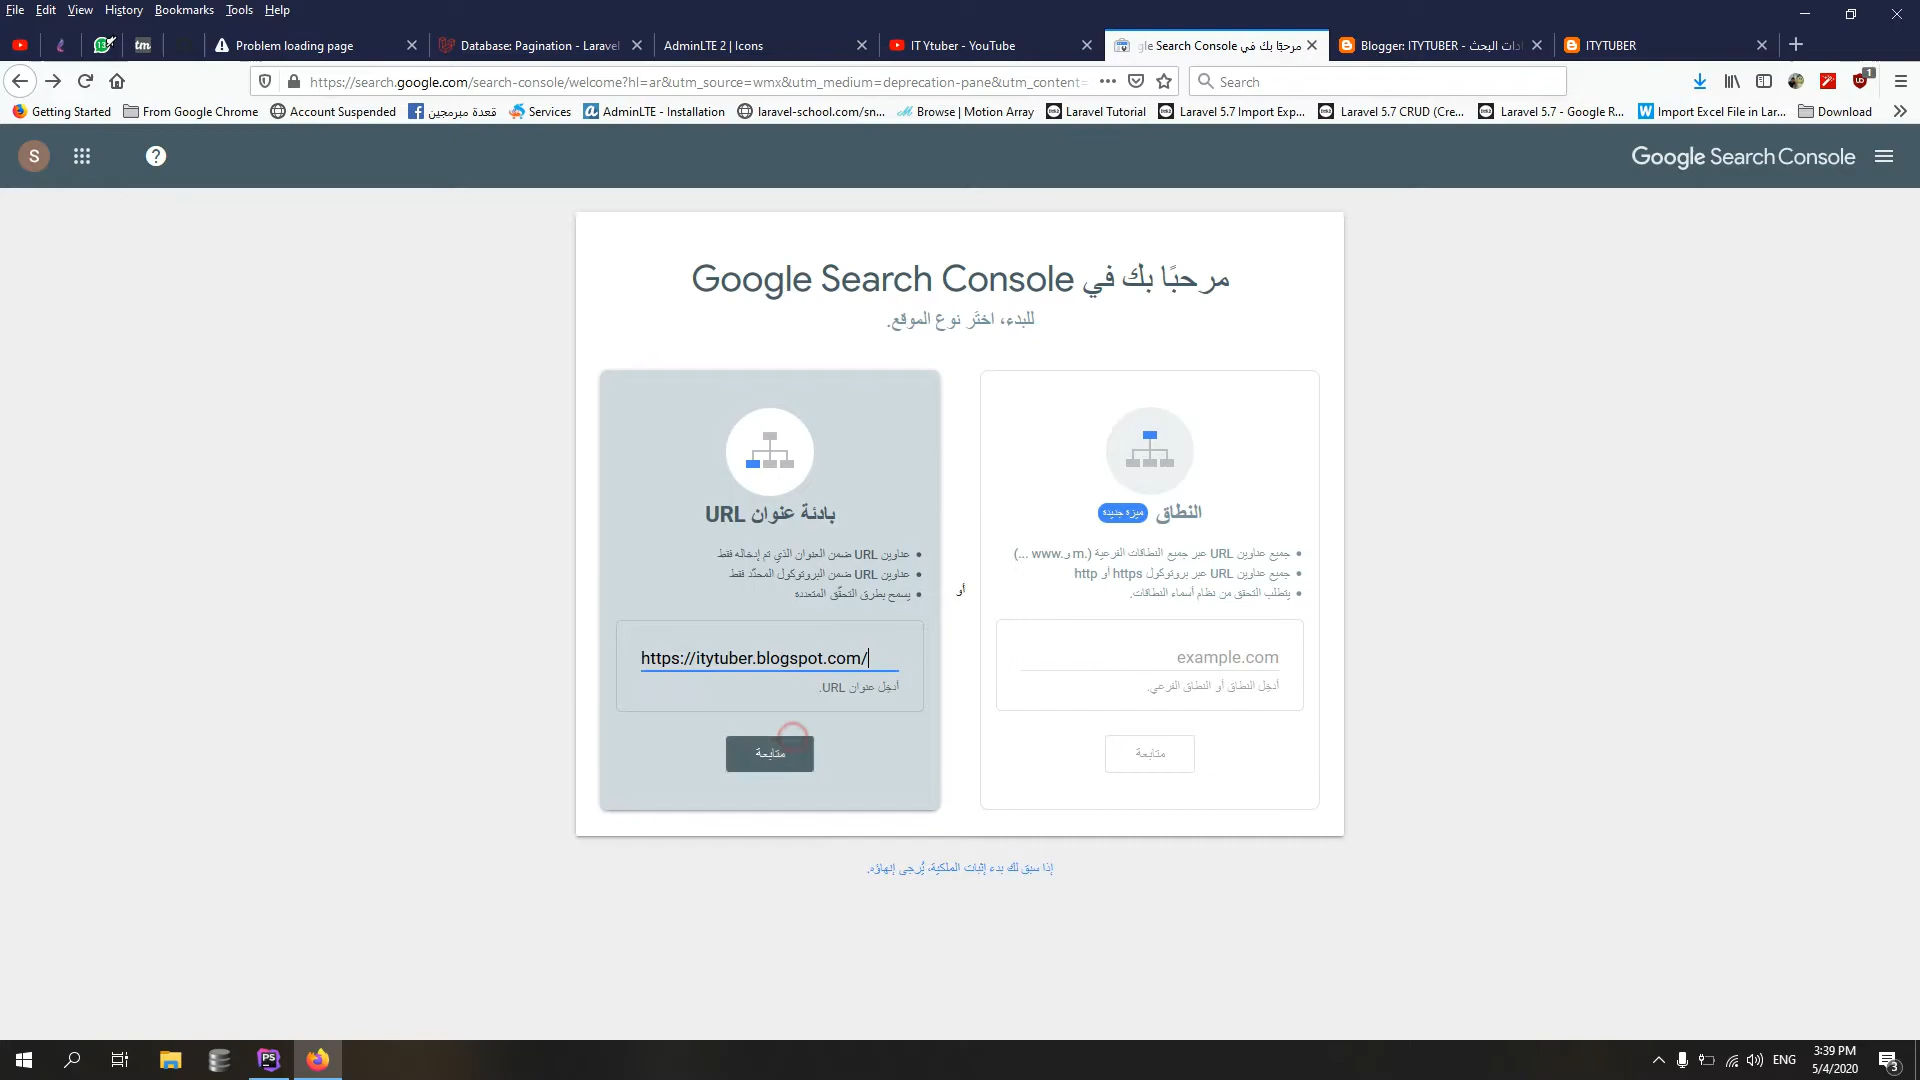 File Edit View History Bookmarks Tools Help
Problem loading page
Database: Pagination - Laravel
AdminLTE 2 | Icons
IT Ytuber - YouTube
gle Search Console مرحبًا بك في
Blogger: ITYTUBER - ادات البحث
ITYTUBER
https://search.google.com/search-console/welcome?hl=ar&utm_source=wmx&utm_medium=deprecation-pane&utm_content=
Search
1
Getting Started
From Google Chrome
Account Suspended
قعدة مبرمجين
Services
AdminLTE - Installation
laravel-school.com/sn...
Browse | Motion Array
Laravel Tutorial
Laravel 5.7 Import Exp...
Laravel 5.7 CRUD (Cre...
Laravel 5.7 - Google R...
Import Excel File in Lar...
Download
S
?
Google Search Console
مرحبًا بك في Google Search Console
للبدء، اختَر نوع الموقع.
النطاق ميزة جديدة
جميع عناوين URL عبر جميع النطاقات الفرعية (.m و.www ...)
جميع عناوين URL عبر بروتوكول https أو http
يتطلب التحقق من نظام أسماء النطاقات.
example.com
أدخِل النطاق أو النطاق الفرعي.
متابعة
أو
بادئة عنوان URL
عناوين URL ضمن العنوان الذي تم إدخاله فقط
عناوين URL ضمن البروتوكول المحدّد فقط
يسمح بطرق التحقّق المتعددة
https://itytuber.blogspot.com/
أدخِل عنوان URL.
متابعة
إذا سبق لك بدء إثبات الملكية، يُرجى إنهاؤه.
PS
ENG
3:39 PM
5/4/2020
3